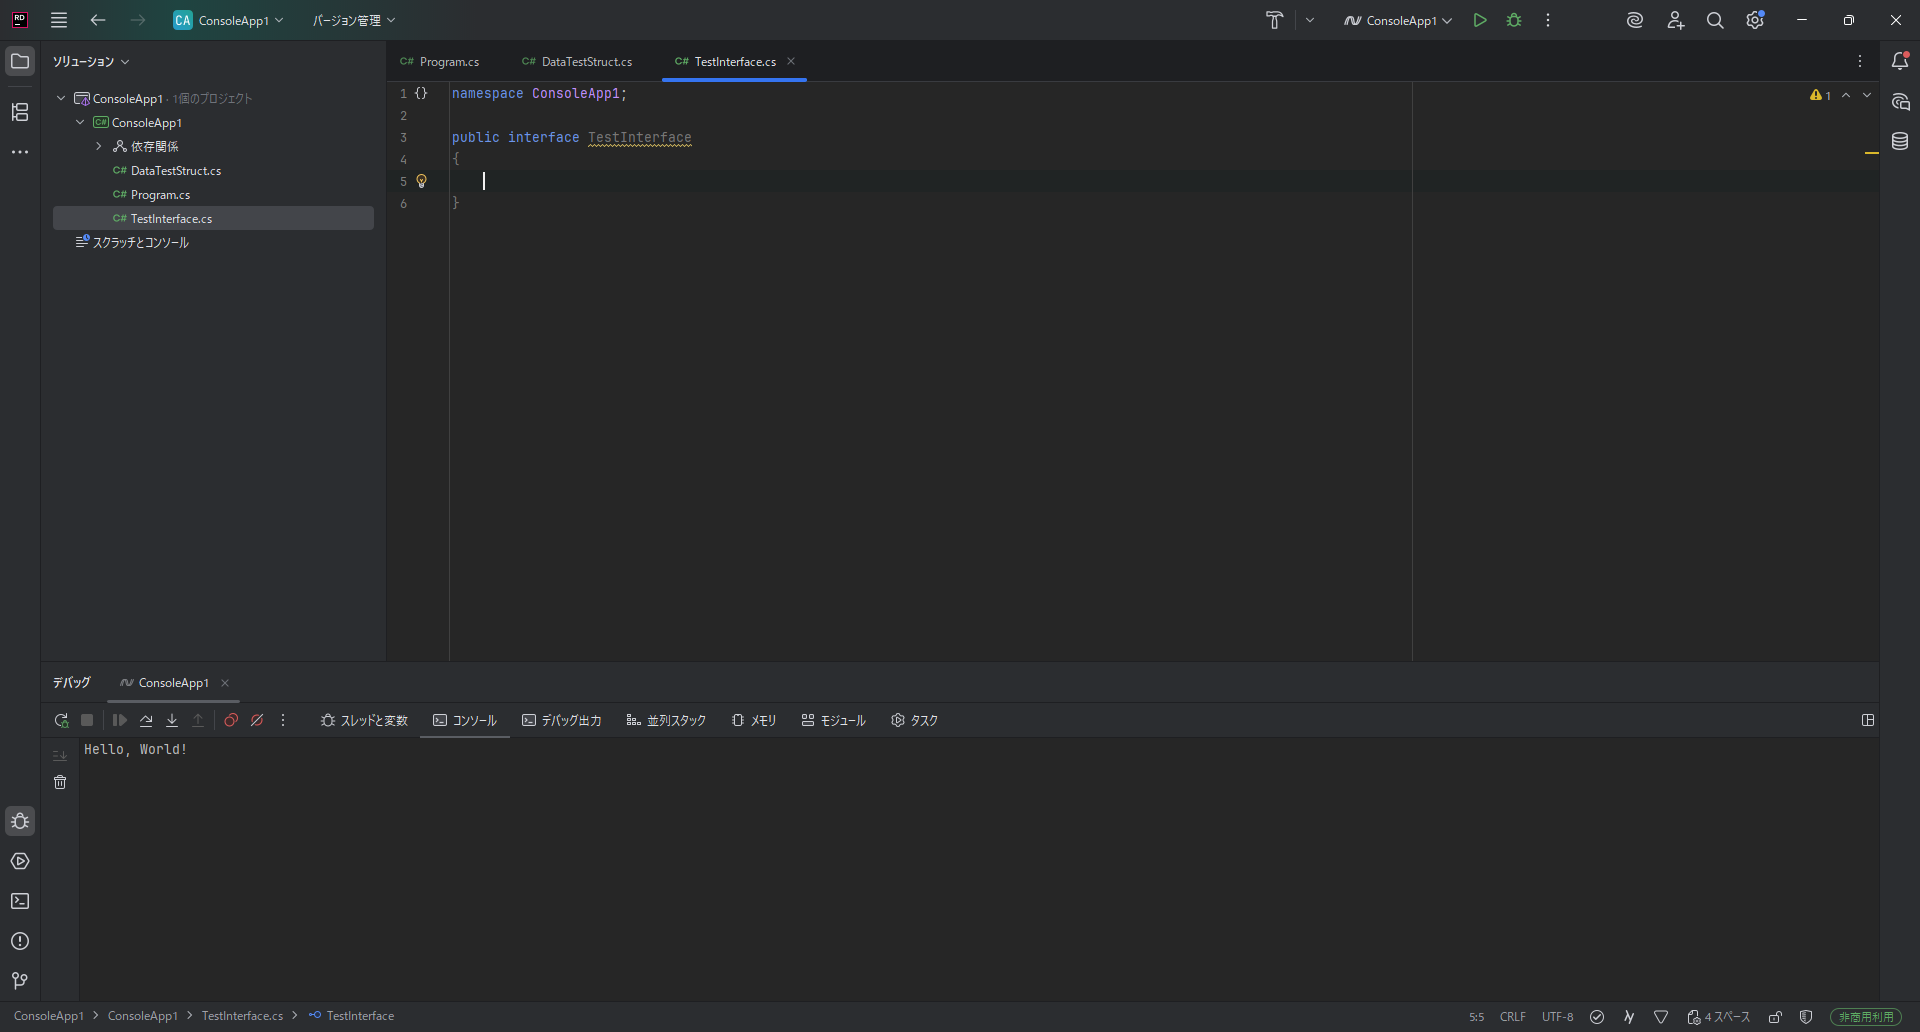 RD
CA ConsoleApp1 バージョン管理 ConsoleApp1
ソリューション
C# Program.cs C# DataTestStruct.cs C# TestInterface.cs
ConsoleApp1 · 1個のプロジェクト
C# ConsoleApp1
依存関係
C# DataTestStruct.cs
C# Program.cs
C# TestInterface.cs
スクラッチとコンソール
1 {} namespace ConsoleApp1;
2
3 public interface TestInterface
4 {
5
6 }
1
デバッグ ConsoleApp1
スレッドと変数 コンソール デバッグ出力 並列スタック メモリ モジュール タスク
Hello, World!
ConsoleApp1 ConsoleApp1 TestInterface.cs TestInterface
5:5 CRLF UTF-8 4 スペース 非商用利用